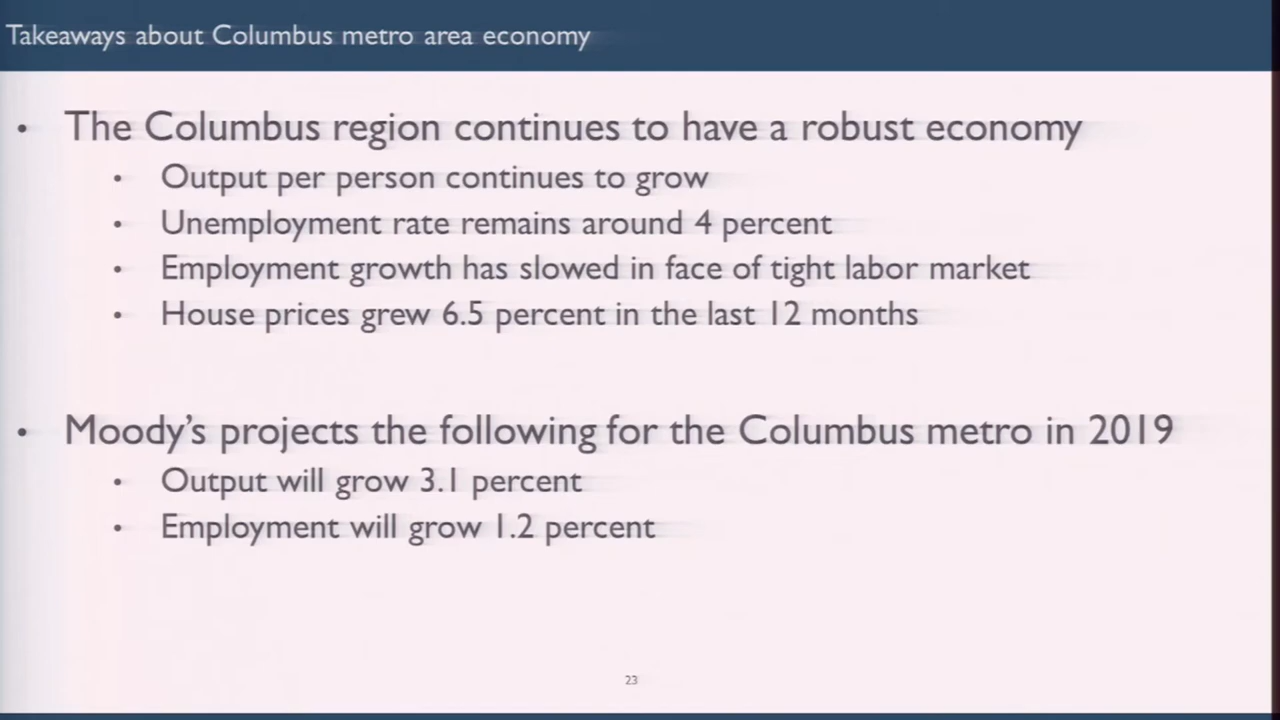 Takeaways about Columbus metro area economy
• The Columbus region continues to have a robust economy
• Output per person continues to grow
• Unemployment rate remains around 4 percent
• Employment growth has slowed in face of tight labor market
• House prices grew 6.5 percent in the last 12 months
• Moody's projects the following for the Columbus metro in 2019
• Output will grow 3.1 percent
• Employment will grow 1.2 percent
23